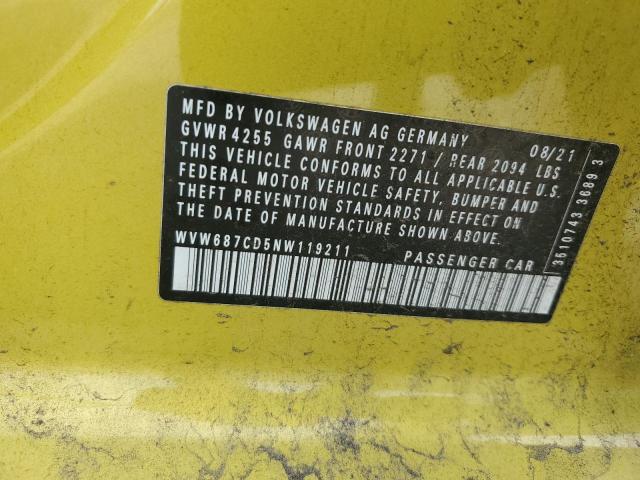 MFD BY VOLKSWAGEN AG GERMANY 08/21
GVWR 4255 GAWR FRONT 2271 / REAR 2094 LBS
THIS VEHICLE CONFORMS TO ALL APPLICABLE U.S.
FEDERAL MOTOR VEHICLE SAFETY, BUMPER AND
THEFT PREVENTION STANDARDS IN EFFECT ON
THE DATE OF MANUFACTURE SHOWN ABOVE.
WVW687CD5NW119211 PASSENGER CAR
3610743 3689 3